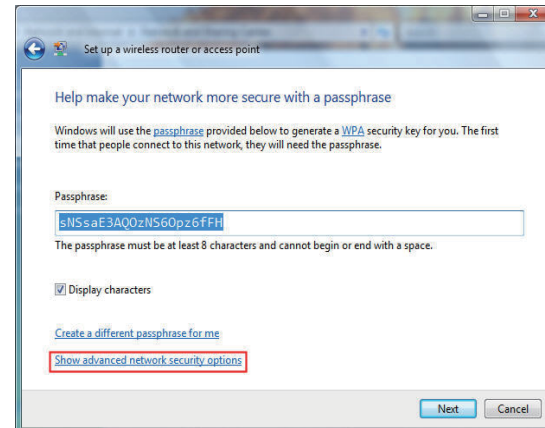 Set up a wireless router or access point
Help make your network more secure with a passphrase
Windows will use the passphrase provided below to generate a WPA security key for you. The first
time that people connect to this network, they will need the passphrase.
Passphrase:
sNSsaE3AQOzNS6Opz6fFH
The passphrase must be at least 8 characters and cannot begin or end with a space.
Display characters
Create a different passphrase for me
Show advanced network security options
Next Cancel